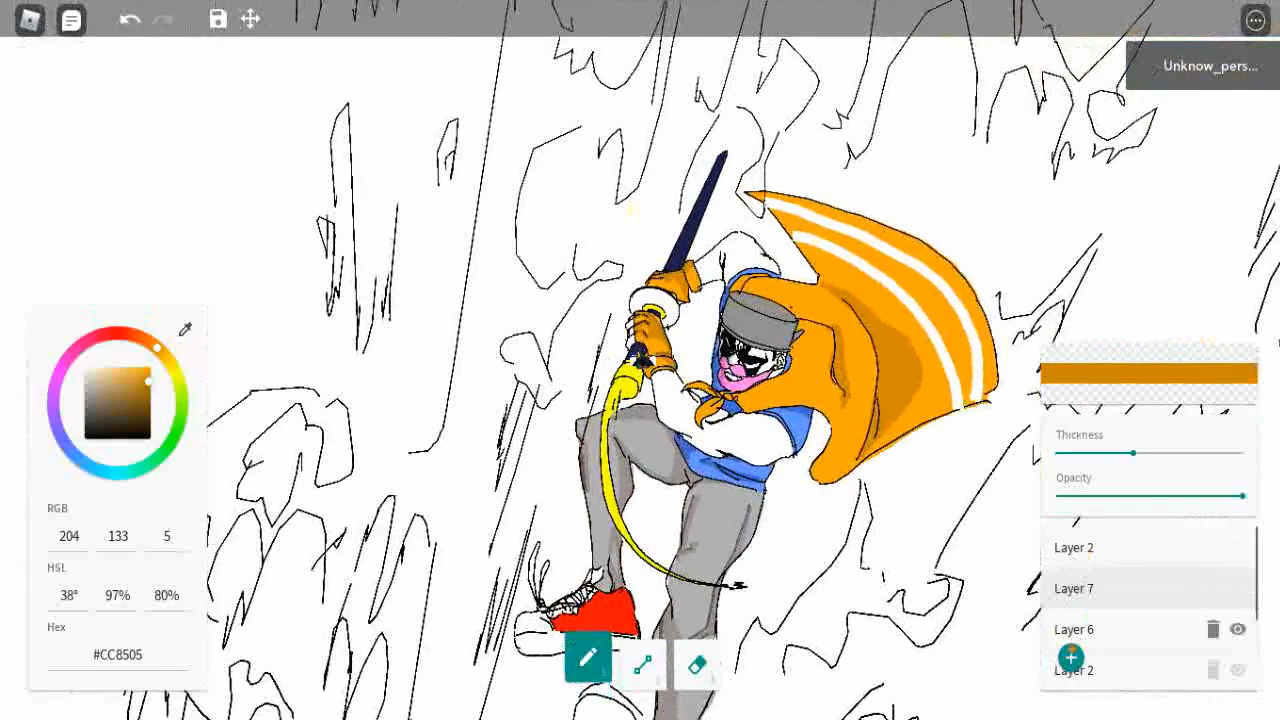 Unknow_pers...
RGB
204 133 5
HSL
38° 97% 80%
Hex
#CC8505
Thickness
Opacity
Layer 2
Layer 7
Layer 6
Layer 2